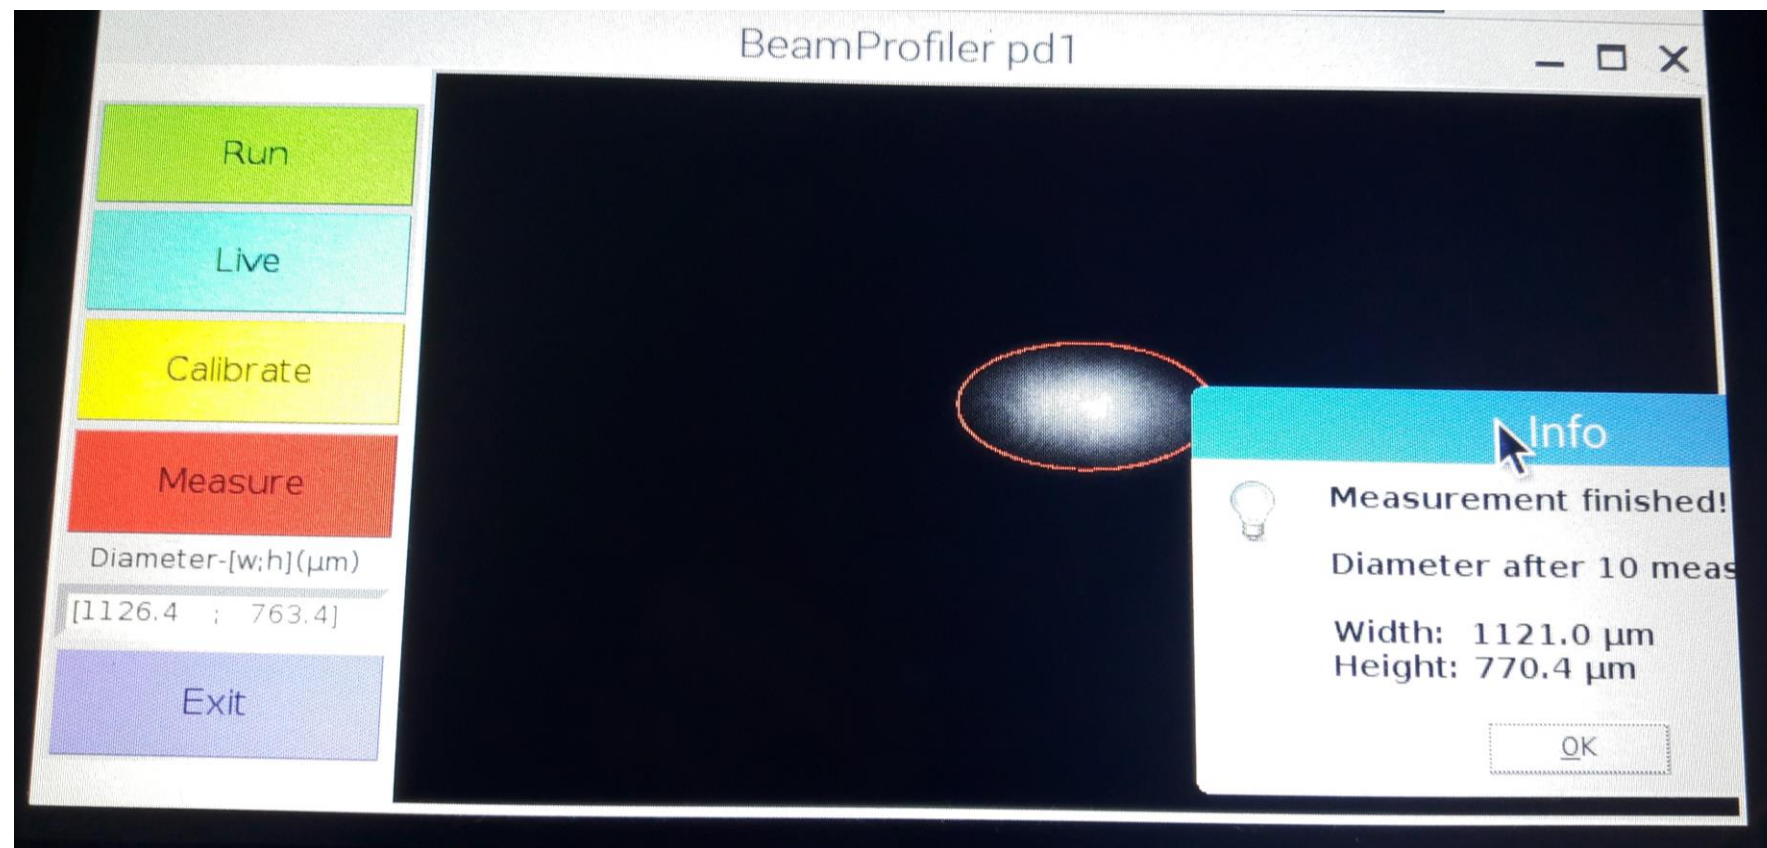 BeamProfiler pd1
Run
Live
Calibrate
Measure
Diameter-[w;h](µm)
[1126.4 ; 763.4]
Exit
Info
Measurement finished!
Diameter after 10 meas
Width: 1121.0 µm
Height: 770.4 µm
OK